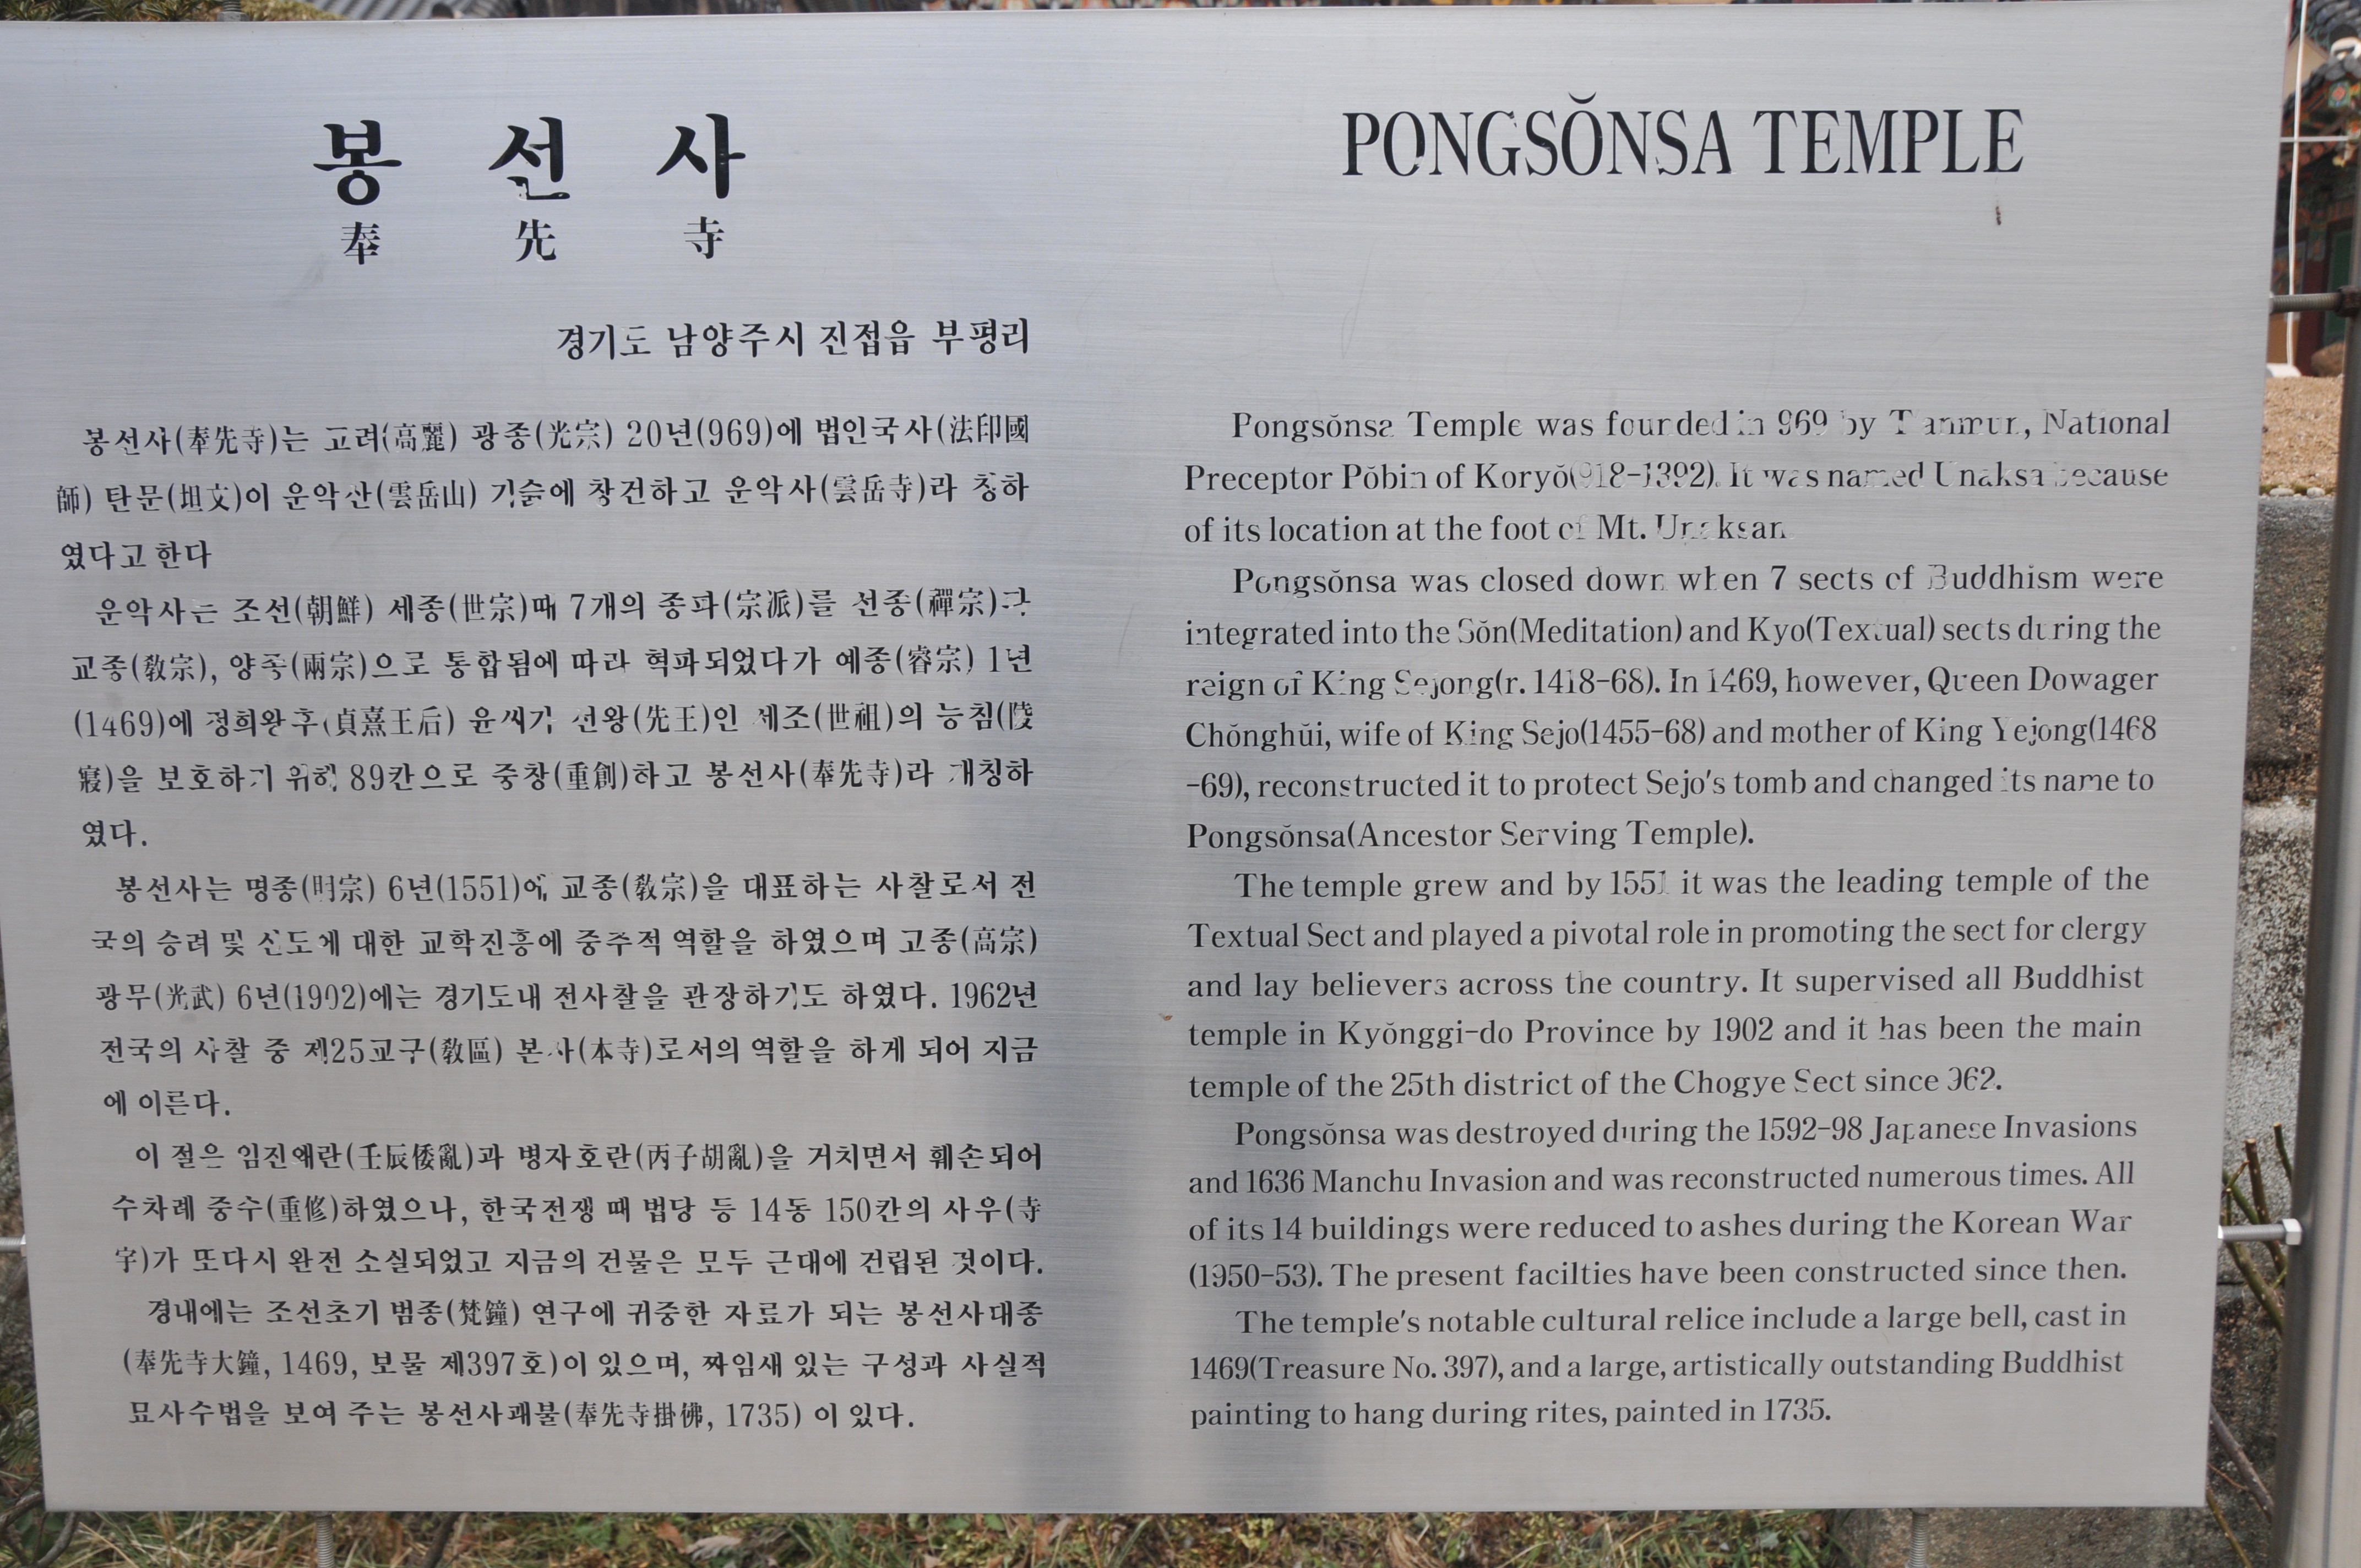 봉 선 사
奉 先 寺
경기도 남양주시 진접읍 부평리
봉선사(奉先寺)는 고려(高麗) 광종(光宗) 20년(969)에 법인국사(法印國
師) 탄문(坦文)이 운악산(雲岳山) 기슭에 창건하고 운악사(雲岳寺)라 칭하
였다고 한다
운악사는 조선(朝鮮) 세종(世宗)때 7개의 종파(宗派)를 선종(禪宗)과
교종(敎宗), 양종(兩宗)으로 통합됨에 따라 혁파되었다가 예종(睿宗) 1년
(1469)에 정희왕후(貞熹王后) 윤씨가 선왕(先王)인 세조(世祖)의 능침(陵
寢)을 보호하기 위해 89칸으로 중창(重創)하고 봉선사(奉先寺)라 개칭하
였다.
봉선사는 명종(明宗) 6년(1551)에 교종(敎宗)을 대표하는 사찰로서 전
국의 승려 및 신도에 대한 교학진흥에 중추적 역할을 하였으며 고종(高宗)
광무(光武) 6년(1902)에는 경기도내 전사찰을 관장하기도 하였다. 1962년
전국의 사찰 중 제25교구(敎區) 본사(本寺)로서의 역할을 하게 되어 지금
에 이른다.
이 절은 임진왜란(壬辰倭亂)과 병자호란(丙子胡亂)을 거치면서 훼손되어
수차례 중수(重修)하였으나, 한국전쟁 때 법당 등 14동 150칸의 사우(寺
宇)가 또다시 완전 소실되었고 지금의 건물은 모두 근대에 건립된 것이다.
경내에는 조선초기 범종(梵鐘) 연구에 귀중한 자료가 되는 봉선사대종
(奉先寺大鐘, 1469, 보물 제397호)이 있으며, 짜임새 있는 구성과 사실적
묘사수법을 보여 주는 봉선사괘불(奉先寺掛佛, 1735) 이 있다.
PONGSŎNSA TEMPLE
Pongsŏnsa Temple was founded in 969 by T'anmun, National
Preceptor Pŏbin of Koryŏ(918-1392). It was named Unaksa because
of its location at the foot of Mt. Unaksan.
Pongsŏnsa was closed down when 7 sects of Buddhism were
integrated into the Sŏn(Meditation) and Kyo(Textual) sects during the
reign of King Sejong(r. 1418-68). In 1469, however, Queen Dowager
Chŏnghŭi, wife of King Sejo(1455-68) and mother of King Yejong(1468
-69), reconstructed it to protect Sejo's tomb and changed its name to
Pongsŏnsa(Ancestor Serving Temple).
The temple grew and by 1551 it was the leading temple of the
Textual Sect and played a pivotal role in promoting the sect for clergy
and lay believers across the country. It supervised all Buddhist
temple in Kyŏnggi-do Province by 1902 and it has been the main
temple of the 25th district of the Chogye Sect since 962.
Pongsŏnsa was destroyed during the 1592-98 Japanese Invasions
and 1636 Manchu Invasion and was reconstructed numerous times. All
of its 14 buildings were reduced to ashes during the Korean War
(1950-53). The present facilties have been constructed since then.
The temple's notable cultural relice include a large bell, cast in
1469(Treasure No. 397), and a large, artistically outstanding Buddhist
painting to hang during rites, painted in 1735.